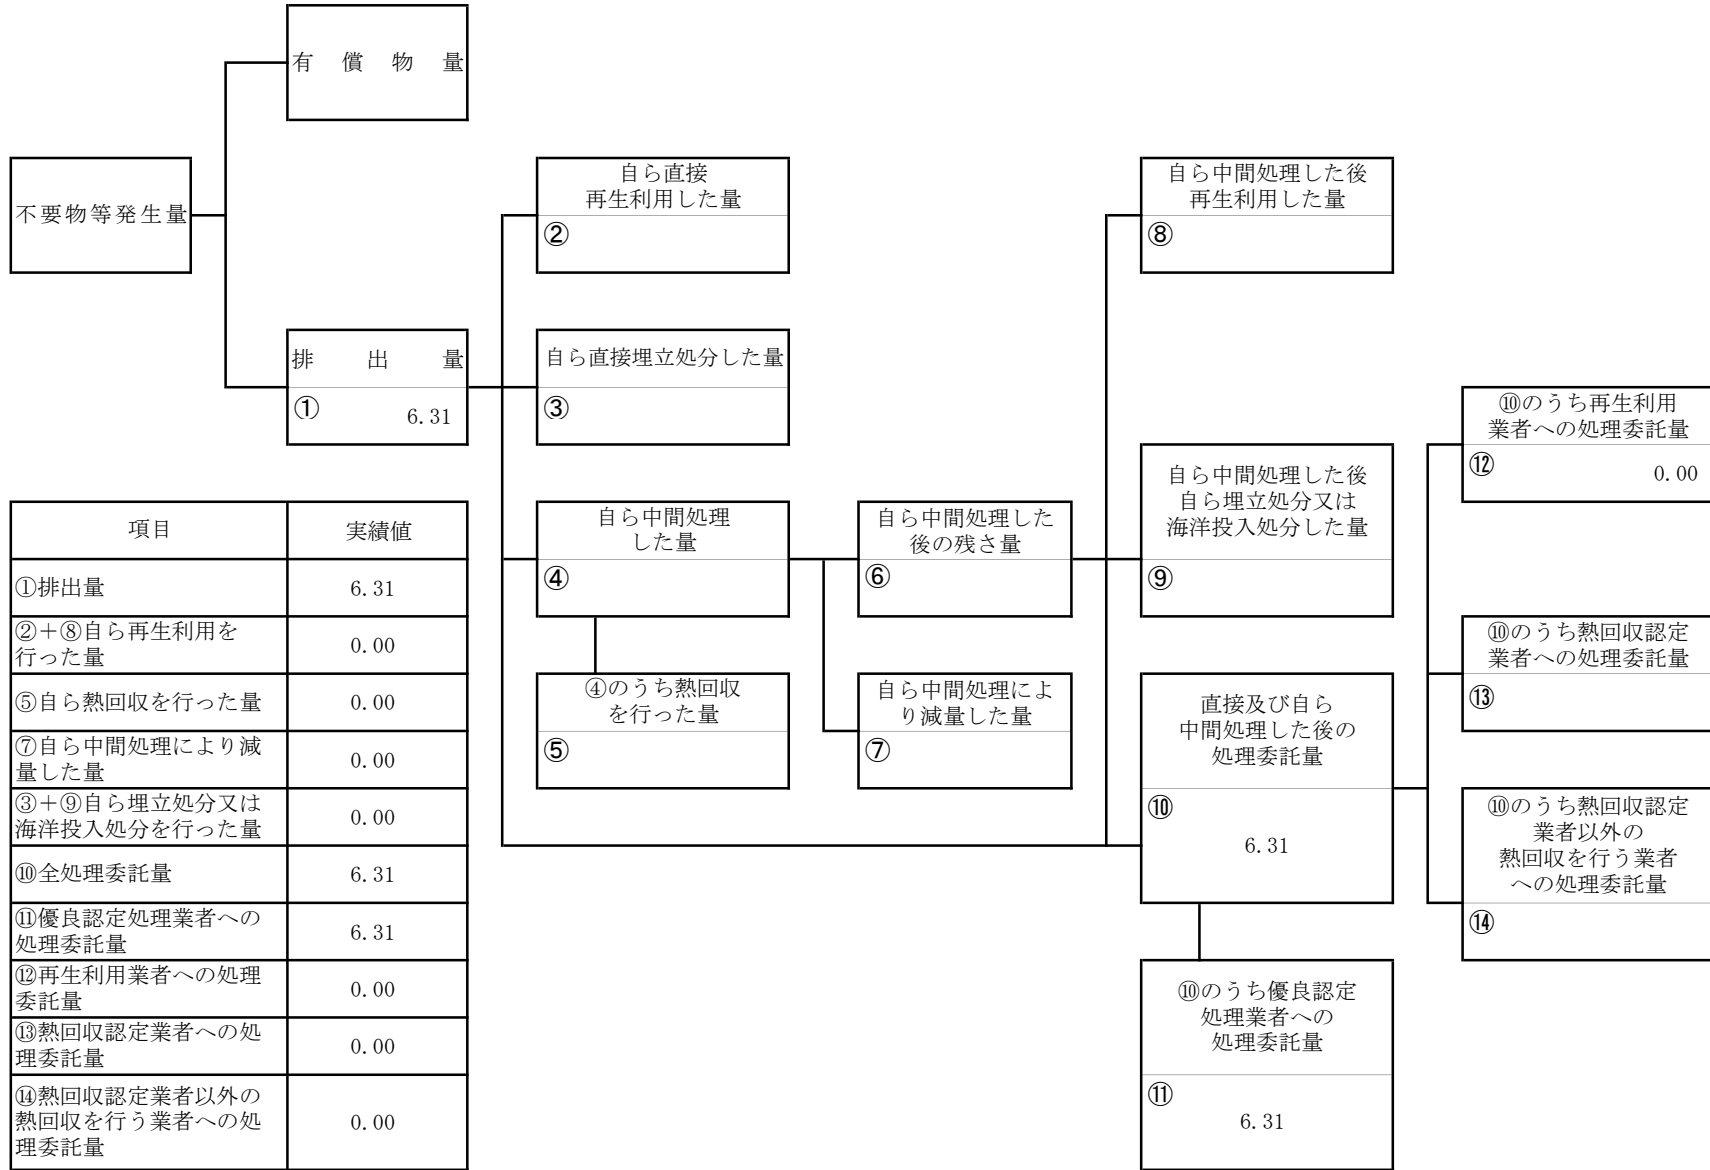 有償物量
不要物等発生量
排出量
①
6.31
自ら直接
再生利用した量
②
自ら直接埋立処分した量
③
自ら中間処理
した量
④
④のうち熱回収
を行った量
⑤
自ら中間処理した
後の残さ量
⑥
自ら中間処理によ
り減量した量
⑦
自ら中間処理した後
再生利用した量
⑧
自ら中間処理した後
自ら埋立処分又は
海洋投入処分した量
⑨
直接及び自ら
中間処理した後の
処理委託量
⑩
6.31
⑩のうち優良認定
処理業者への
処理委託量
⑪
6.31
⑩のうち再生利用
業者への処理委託量
⑫
0.00
⑩のうち熱回収認定
業者への処理委託量
⑬
⑩のうち熱回収認定
業者以外の
熱回収を行う業者
への処理委託量
⑭
項目 実績値
①排出量 6.31
②+⑧自ら再生利用を
行った量 0.00
⑤自ら熱回収を行った量 0.00
⑦自ら中間処理により減
量した量 0.00
③+⑨自ら埋立処分又は
海洋投入処分を行った量 0.00
⑩全処理委託量 6.31
⑪優良認定処理業者への
処理委託量 6.31
⑫再生利用業者への処理
委託量 0.00
⑬熱回収認定業者への処
理委託量 0.00
⑭熱回収認定業者以外の
熱回収を行う業者への処
理委託量 0.00